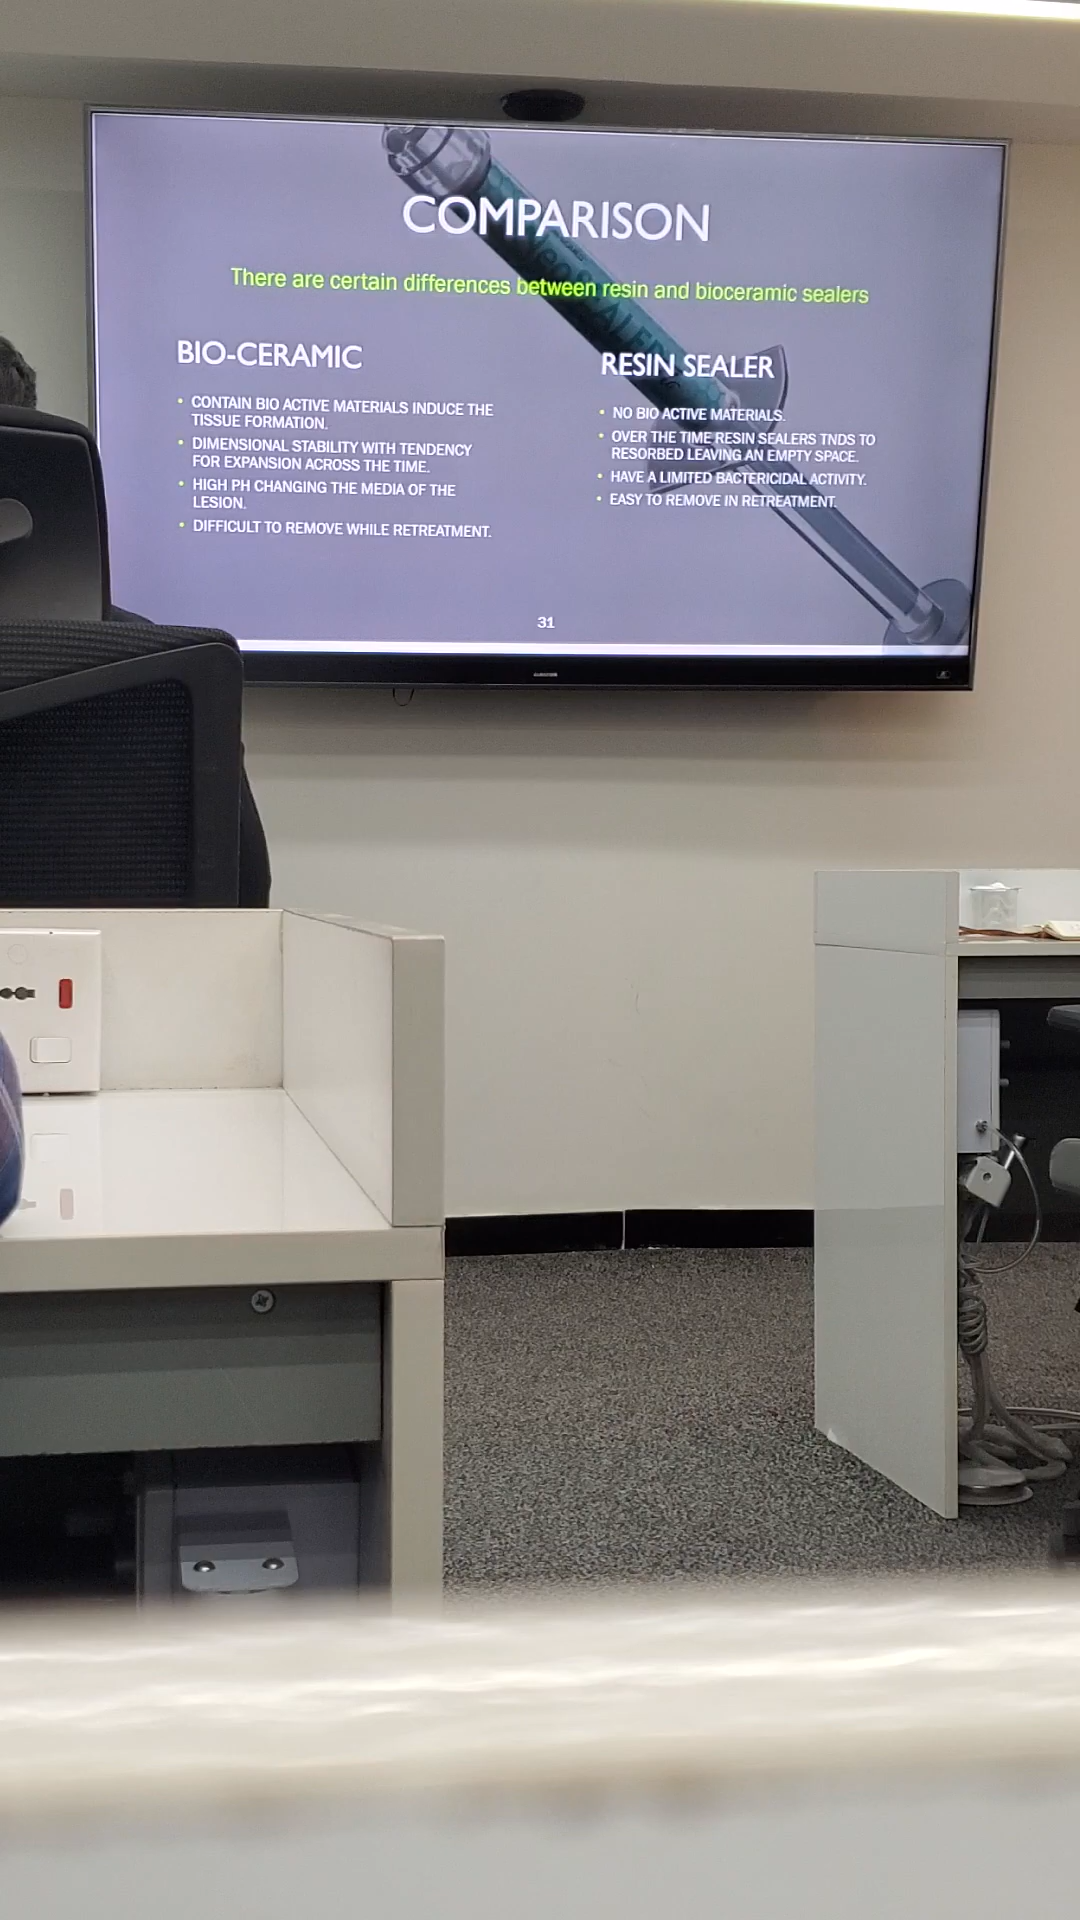 COMPARISON
There are certain differences between resin and bioceramic sealers
BIO-CERAMIC
• CONTAIN BIO ACTIVE MATERIALS INDUCE THE
TISSUE FORMATION.
• DIMENSIONAL STABILITY WITH TENDENCY
FOR EXPANSION ACROSS THE TIME.
• HIGH PH CHANGING THE MEDIA OF THE
LESION.
• DIFFICULT TO REMOVE WHILE RETREATMENT.
RESIN SEALER
• NO BIO ACTIVE MATERIALS.
• OVER THE TIME RESIN SEALERS TNDS TO
RESORBED LEAVING AN EMPTY SPACE.
• HAVE A LIMITED BACTERICIDAL ACTIVITY.
• EASY TO REMOVE IN RETREATMENT.
31